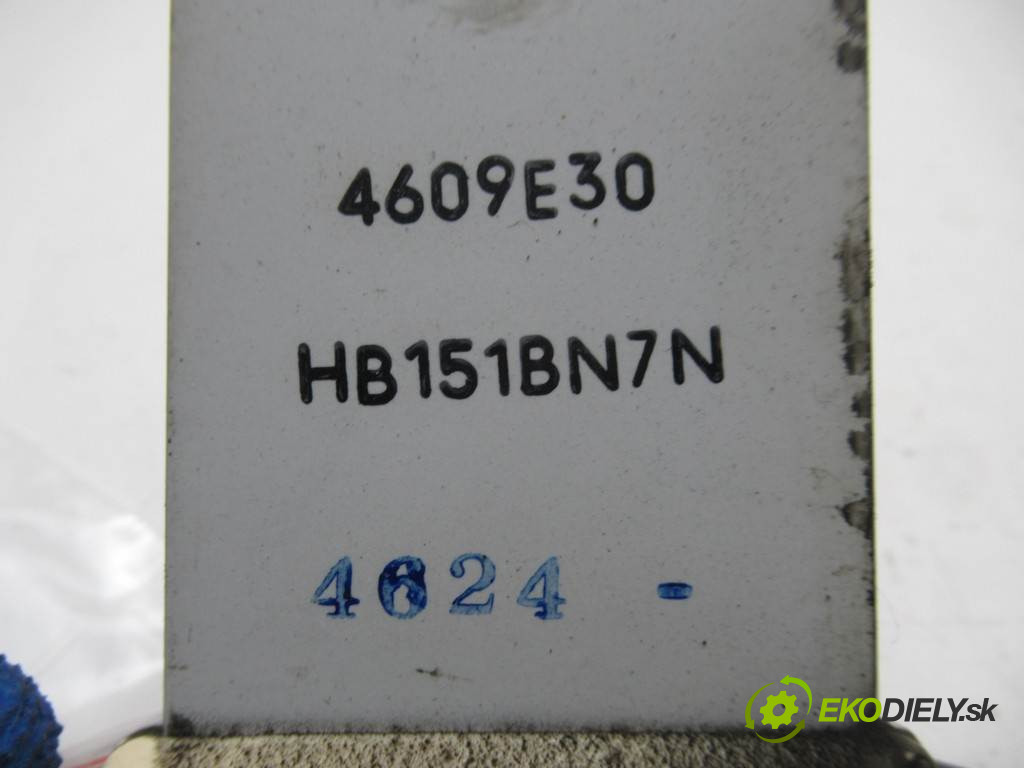 4609E30
HB151BN7N
4624 -
EKODIELY.sk